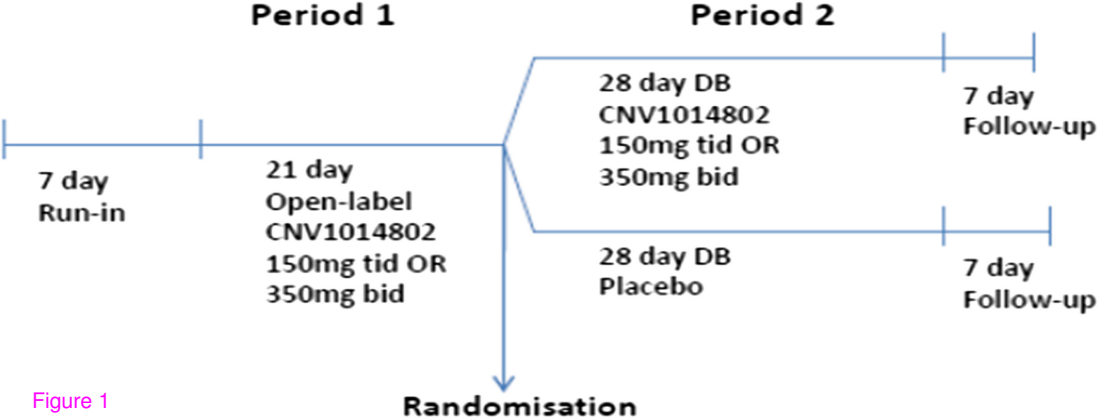 Period 1
Period 2
7 day
Run-in
21 day
Open-label
CNV1014802
150mg tid OR
350mg bid
28 day DB
CNV1014802
150mg tid OR
350mg bid
7 day
Follow-up
28 day DB
Placebo
7 day
Follow-up
Randomisation
Figure 1